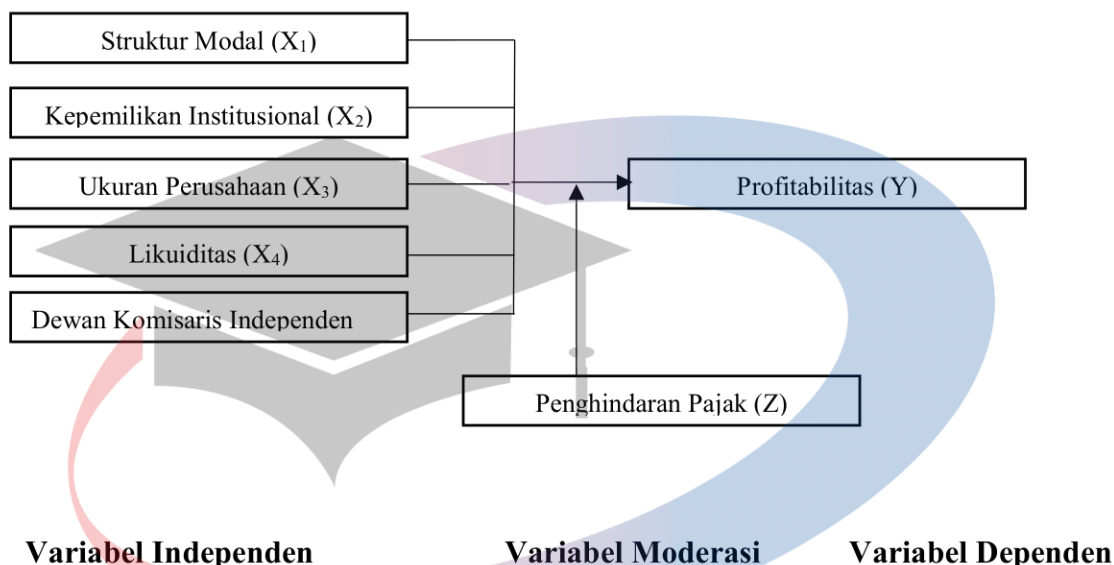 Struktur Modal (X₁)
Kepemilikan Institusional (X₂)
Ukuran Perusahaan (X₃)
Profitabilitas (Y)
Likuiditas (X₄)
Dewan Komisaris Independen
Penghindaran Pajak (Z)
Variabel Independen
Variabel Moderasi
Variabel Dependen